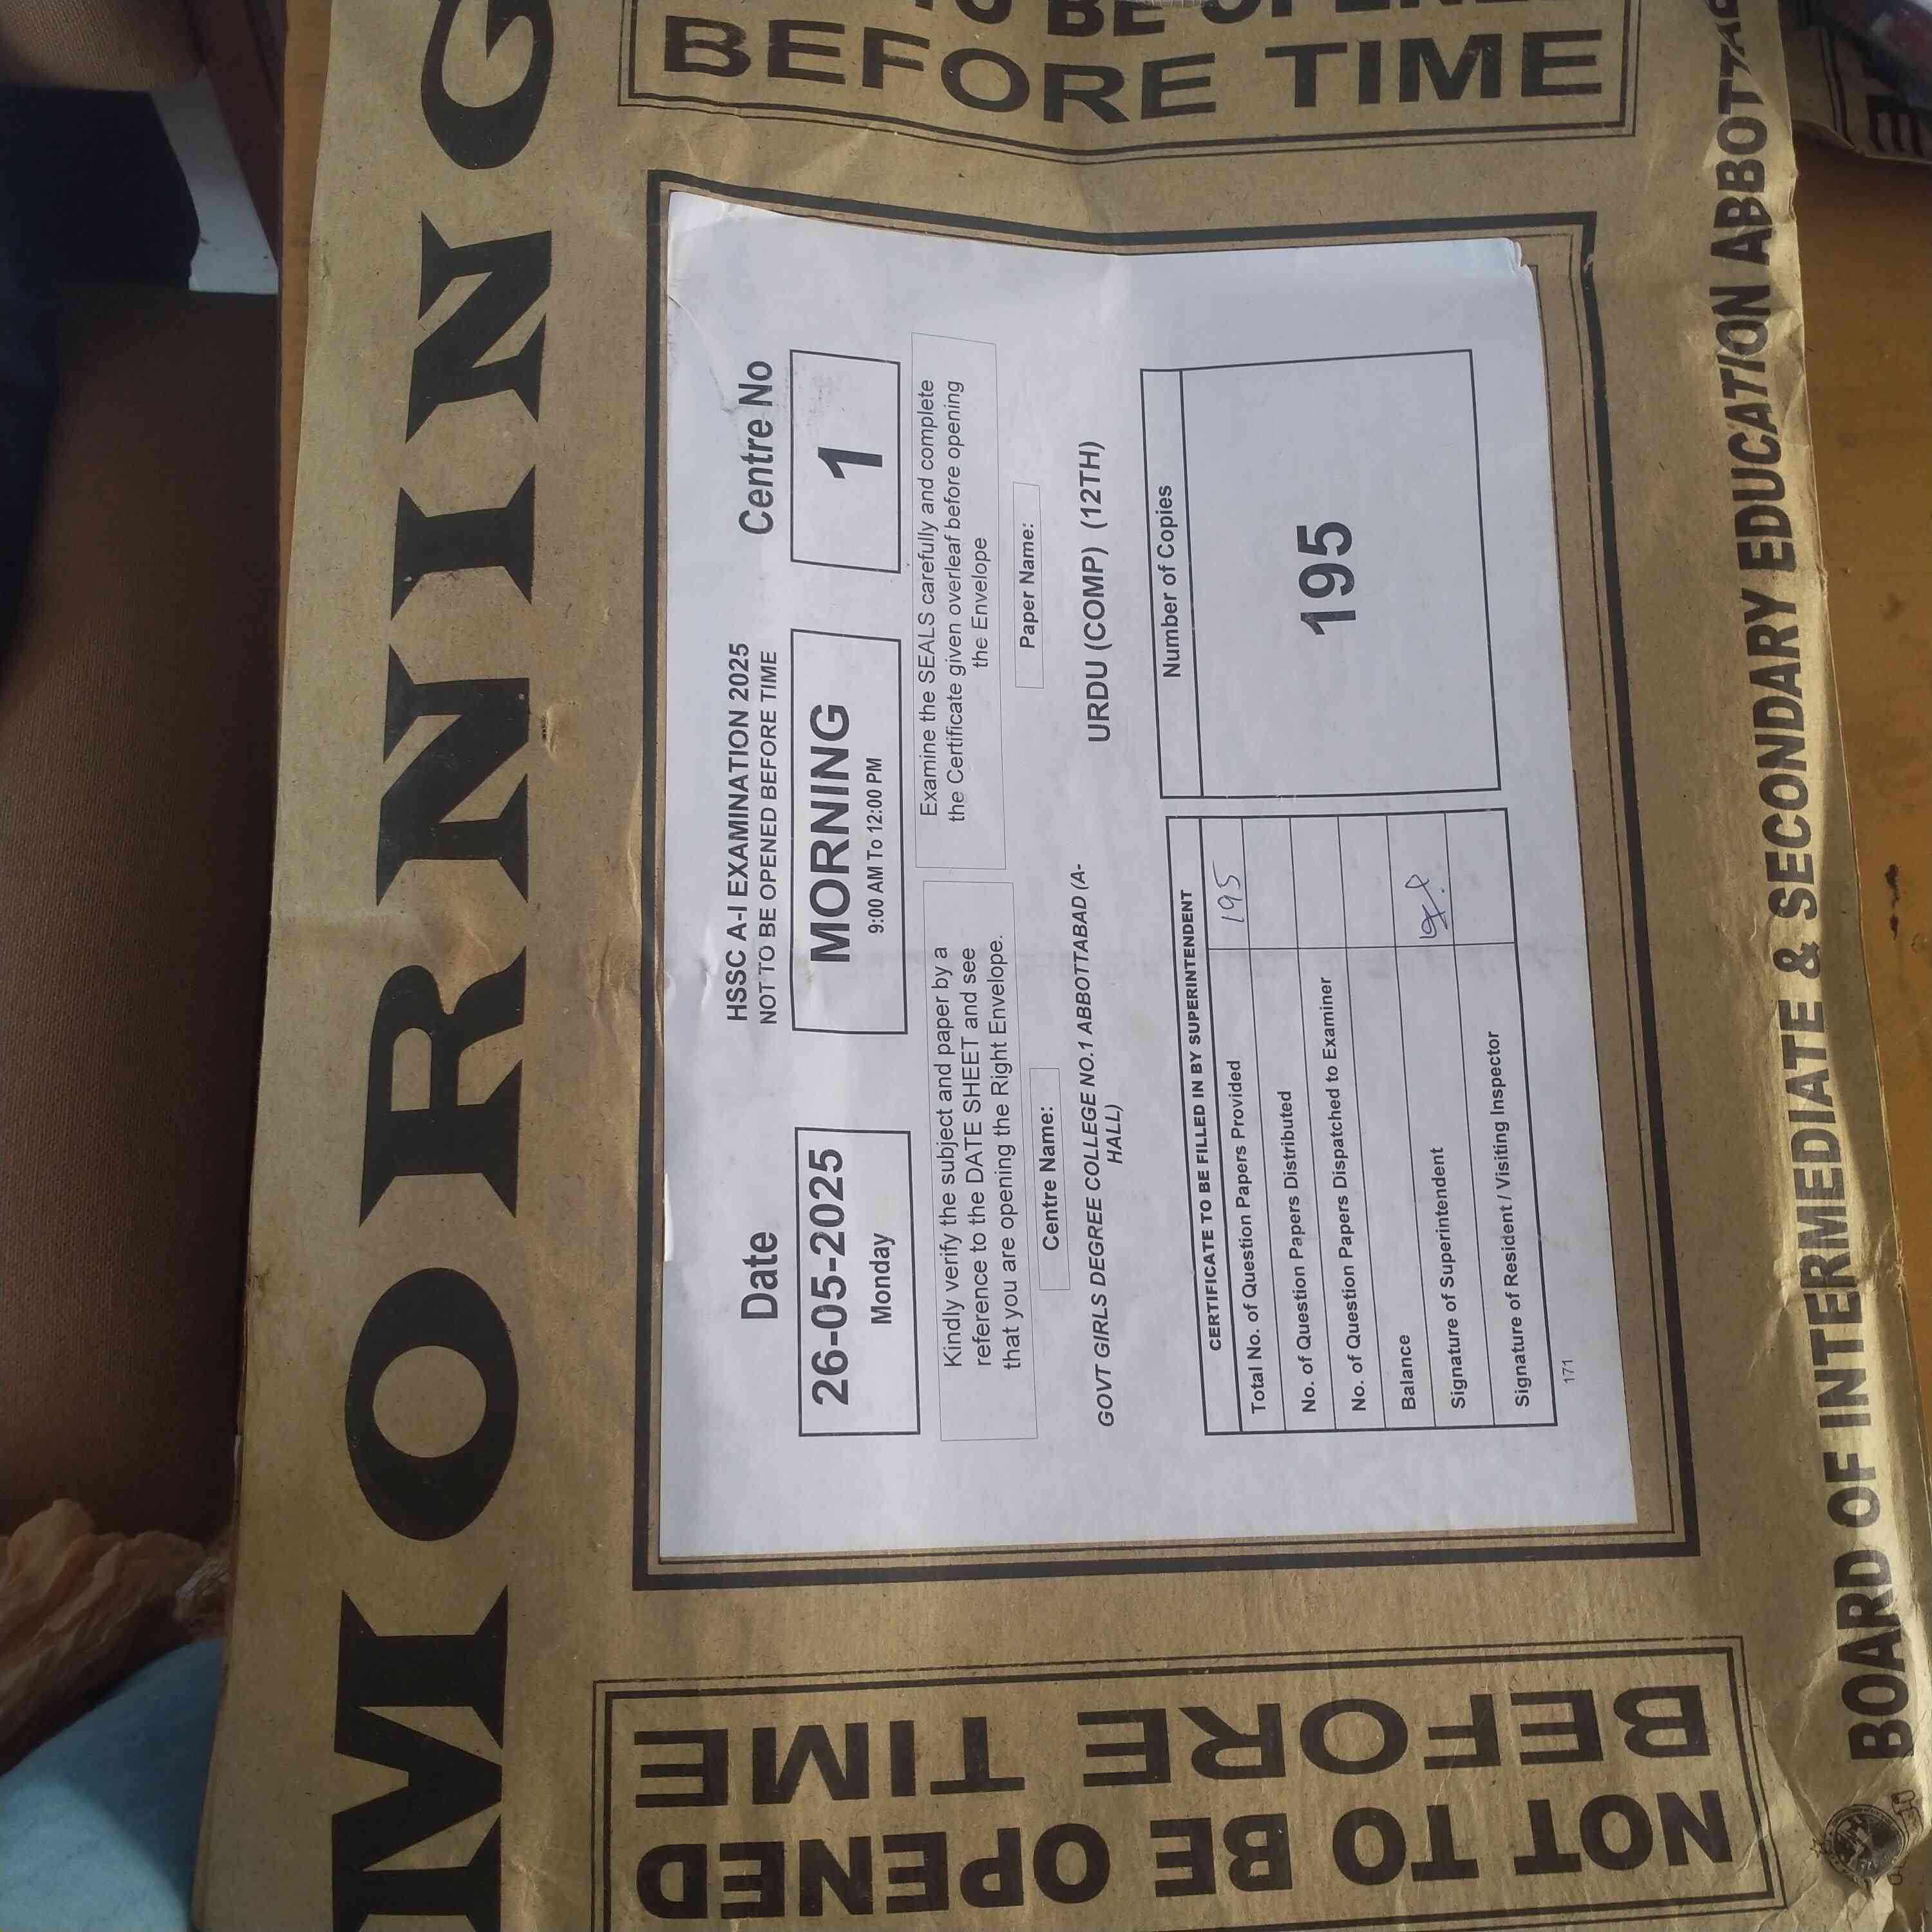 MORNING
TO BE OPENED
BEFORE TIME
HSSC A-I EXAMINATION 2025
NOT TO BE OPENED BEFORE TIME
Date
26-05-2025
Monday
MORNING
9:00 AM To 12:00 PM
Centre No
1
Kindly verify the subject and paper by a
reference to the DATE SHEET and see
that you are opening the Right Envelope.
Examine the SEALS carefully and complete
the Certificate given overleaf before opening
the Envelope
Centre Name:
GOVT GIRLS DEGREE COLLEGE NO.1 ABBOTTABAD (A-
HALL)
Paper Name:
URDU (COMP) (12TH)
CERTIFICATE TO BE FILLED IN BY SUPERINTENDENT
Total No. of Question Papers Provided 195
No. of Question Papers Distributed
No. of Question Papers Dispatched to Examiner
Balance
Signature of Superintendent
Signature of Resident / Visiting Inspector
Number of Copies
195
171
NOT TO BE OPENED
BEFORE TIME
BOARD OF INTERMEDIATE & SECONDARY EDUCATION ABBOTTAB